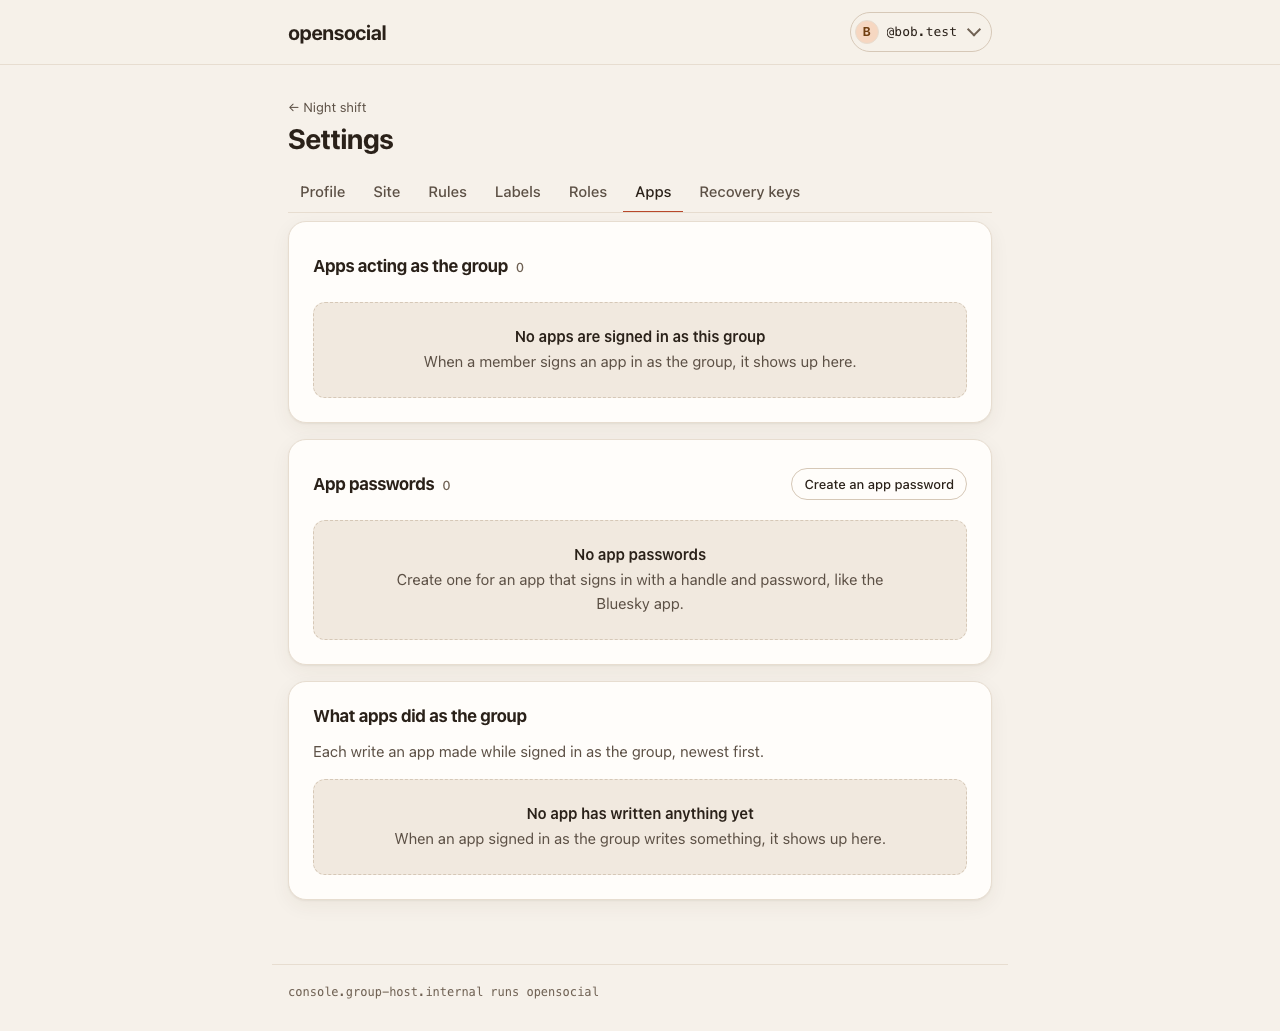 opensocial
B @bob.test
← Night shift
Settings
Profile Site Rules Labels Roles Apps Recovery keys
Apps acting as the group 0
No apps are signed in as this group
When a member signs an app in as the group, it shows up here.
App passwords 0
Create an app password
No app passwords
Create one for an app that signs in with a handle and password, like the
Bluesky app.
What apps did as the group
Each write an app made while signed in as the group, newest first.
No app has written anything yet
When an app signed in as the group writes something, it shows up here.
console.group-host.internal runs opensocial